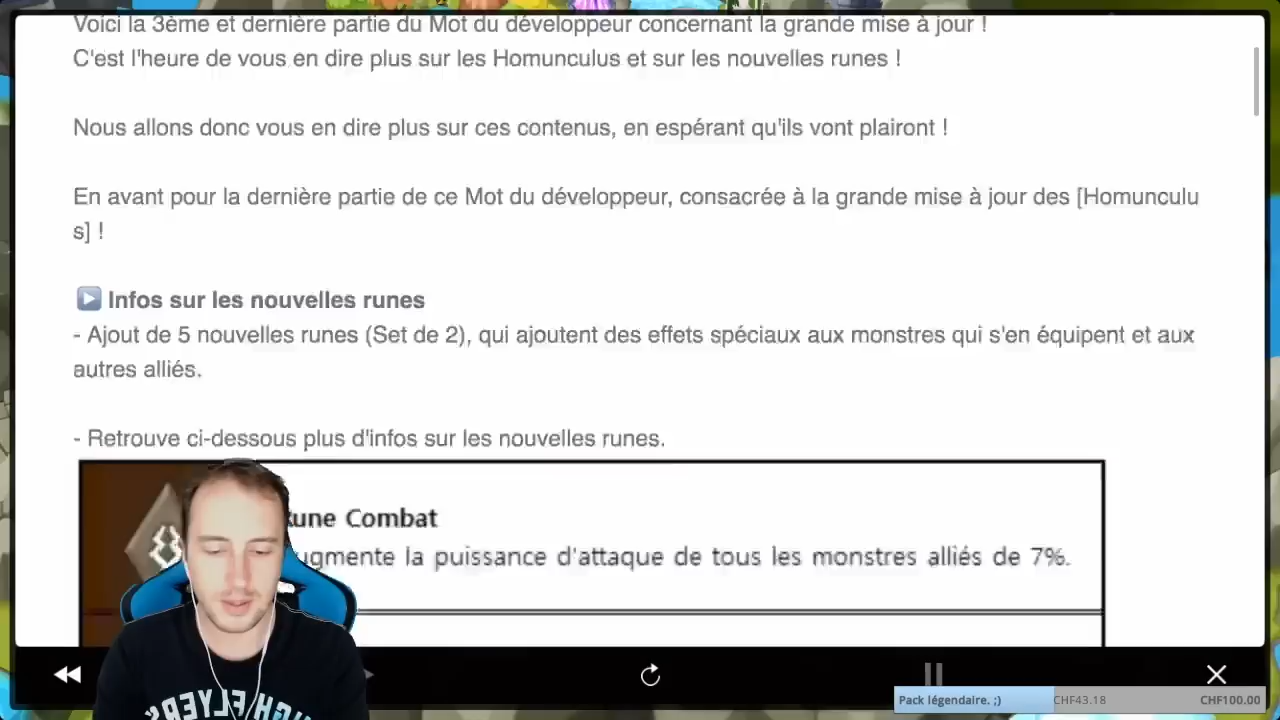 Voici la 3ème et dernière partie du Mot du développeur concernant la grande mise à jour !
C'est l'heure de vous en dire plus sur les Homunculus et sur les nouvelles runes !
Nous allons donc vous en dire plus sur ces contenus, en espérant qu'ils vont plairont !
En avant pour la dernière partie de ce Mot du développeur, consacrée à la grande mise à jour des [Homunculu
s] !
Infos sur les nouvelles runes
- Ajout de 5 nouvelles runes (Set de 2), qui ajoutent des effets spéciaux aux monstres qui s'en équipent et aux
autres alliés.
- Retrouve ci-dessous plus d'infos sur les nouvelles runes.
Rune Combat
ugmente la puissance d'attaque de tous les monstres alliés de 7%.
Pack légendaire. ;) CHF43.18 CHF100.00